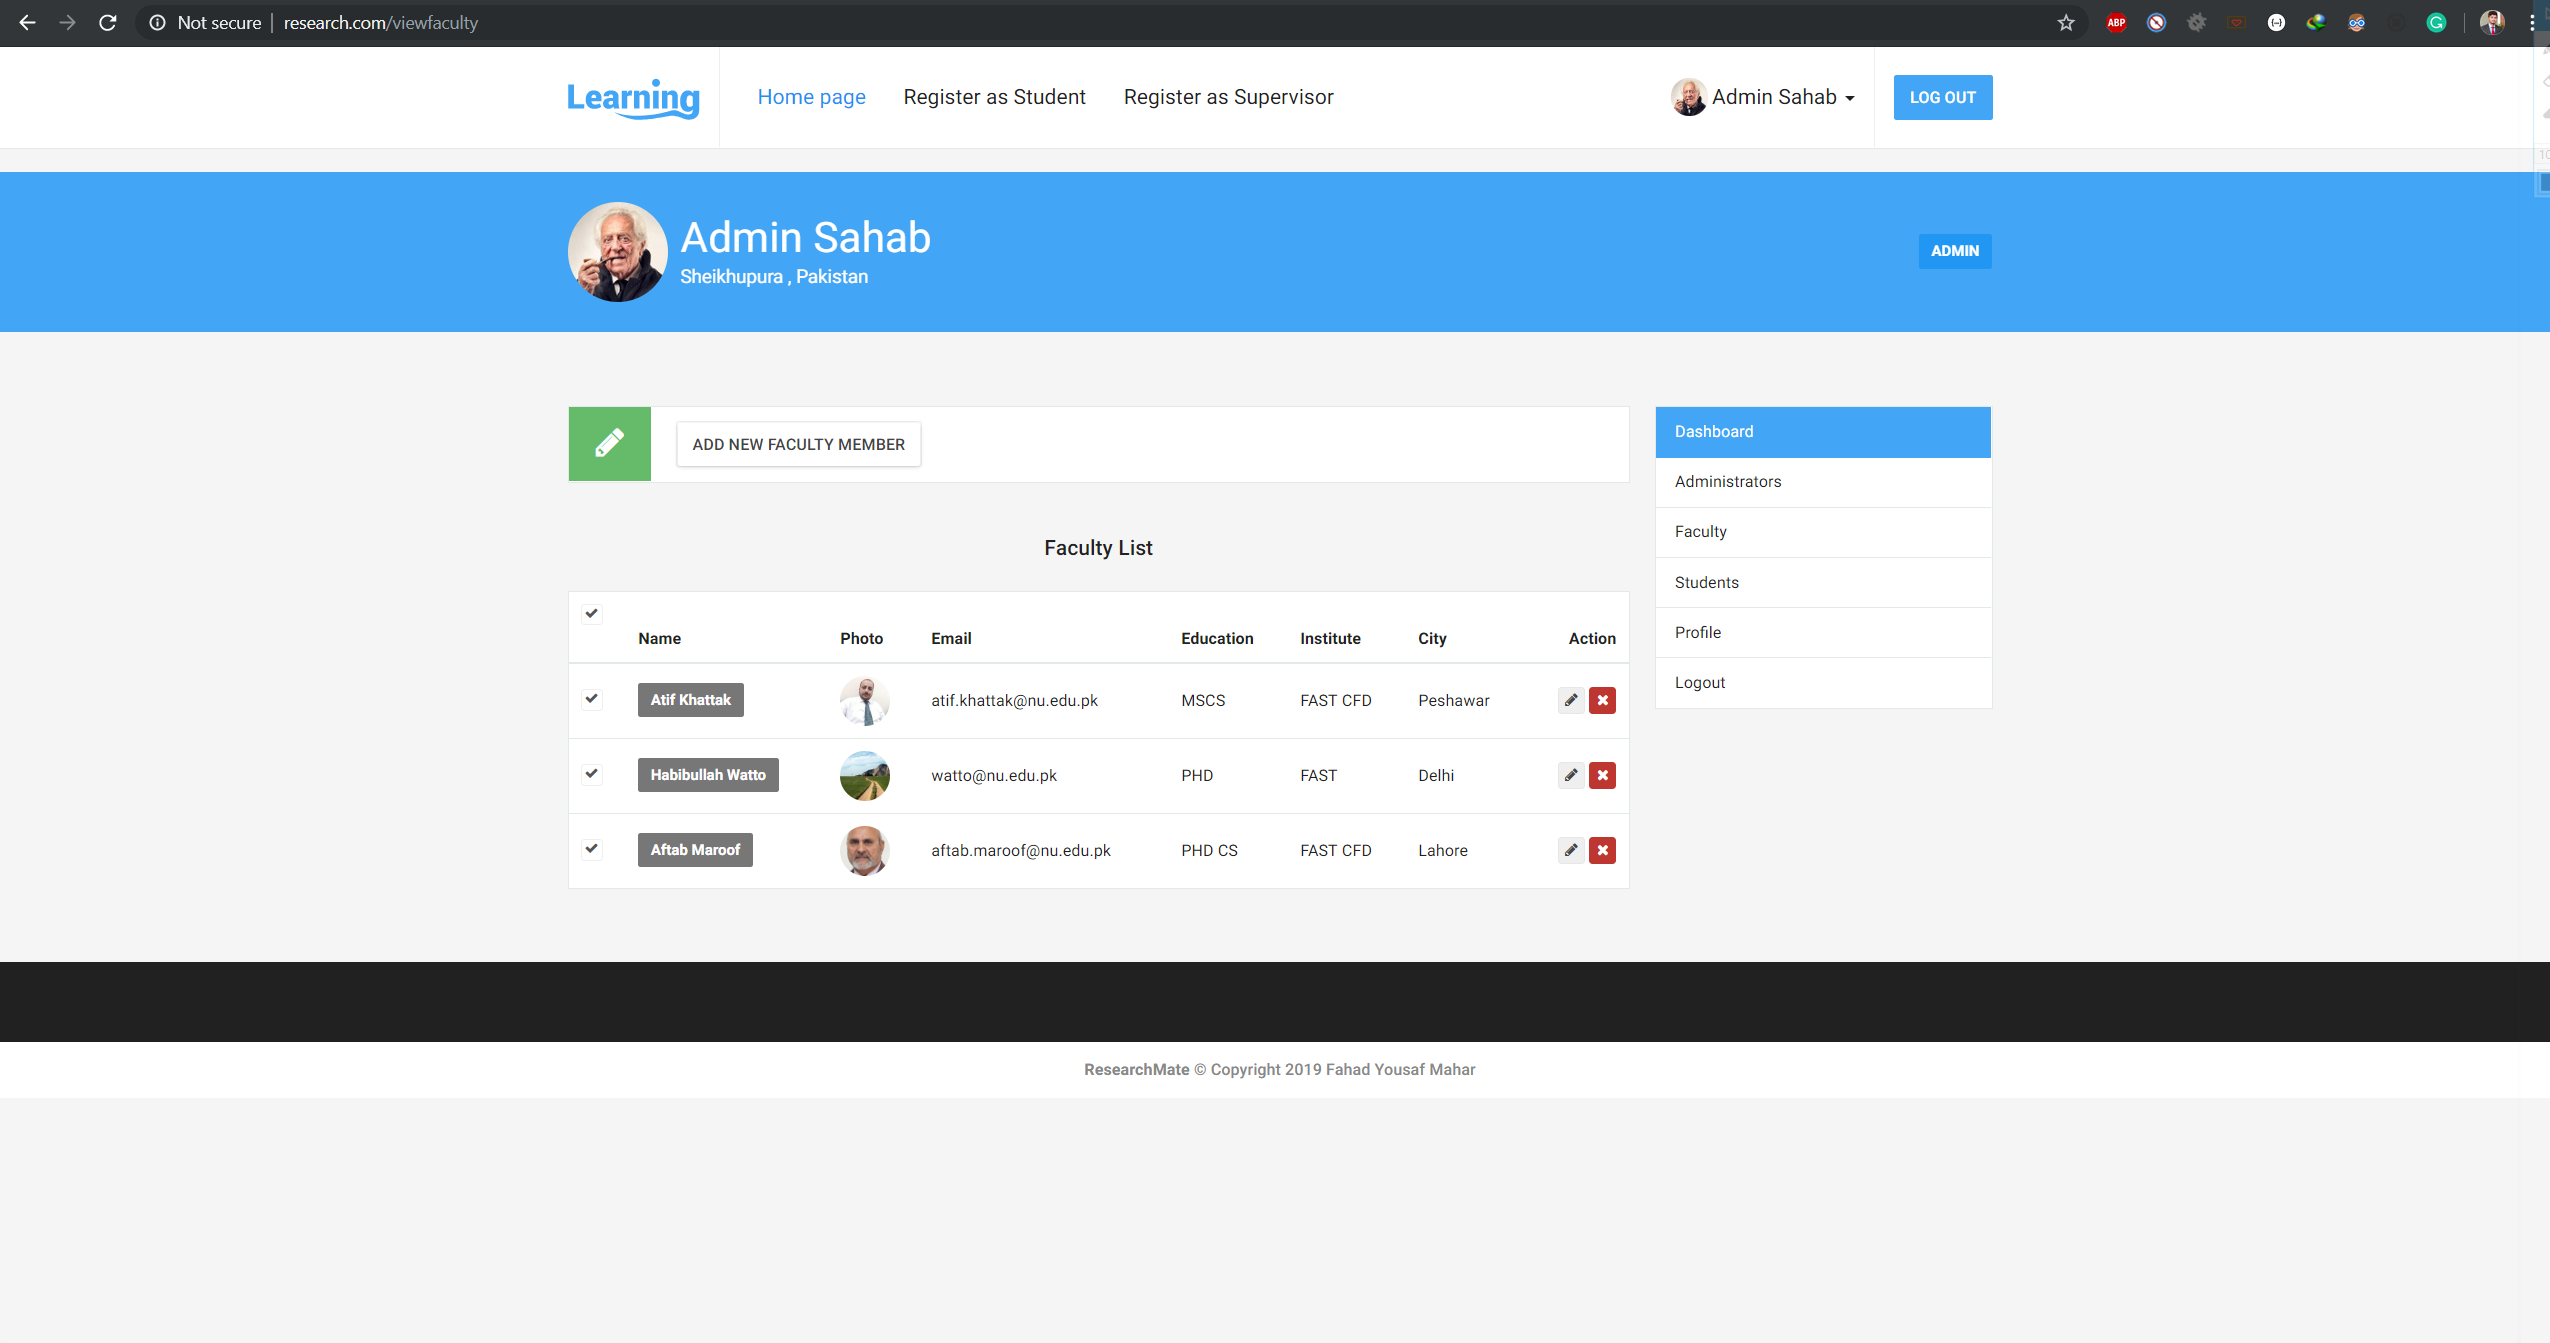 Not secure | research.com/viewfaculty
ABP
Learning
Home page
Register as Student
Register as Supervisor
Admin Sahab
LOG OUT
Admin Sahab
Sheikhupura , Pakistan
ADMIN
ADD NEW FACULTY MEMBER
Faculty List
Name Photo Email Education Institute City Action
Atif Khattak atif.khattak@nu.edu.pk MSCS FAST CFD Peshawar
Habibullah Watto watto@nu.edu.pk PHD FAST Delhi
Aftab Maroof aftab.maroof@nu.edu.pk PHD CS FAST CFD Lahore
Dashboard
Administrators
Faculty
Students
Profile
Logout
ResearchMate © Copyright 2019 Fahad Yousaf Mahar